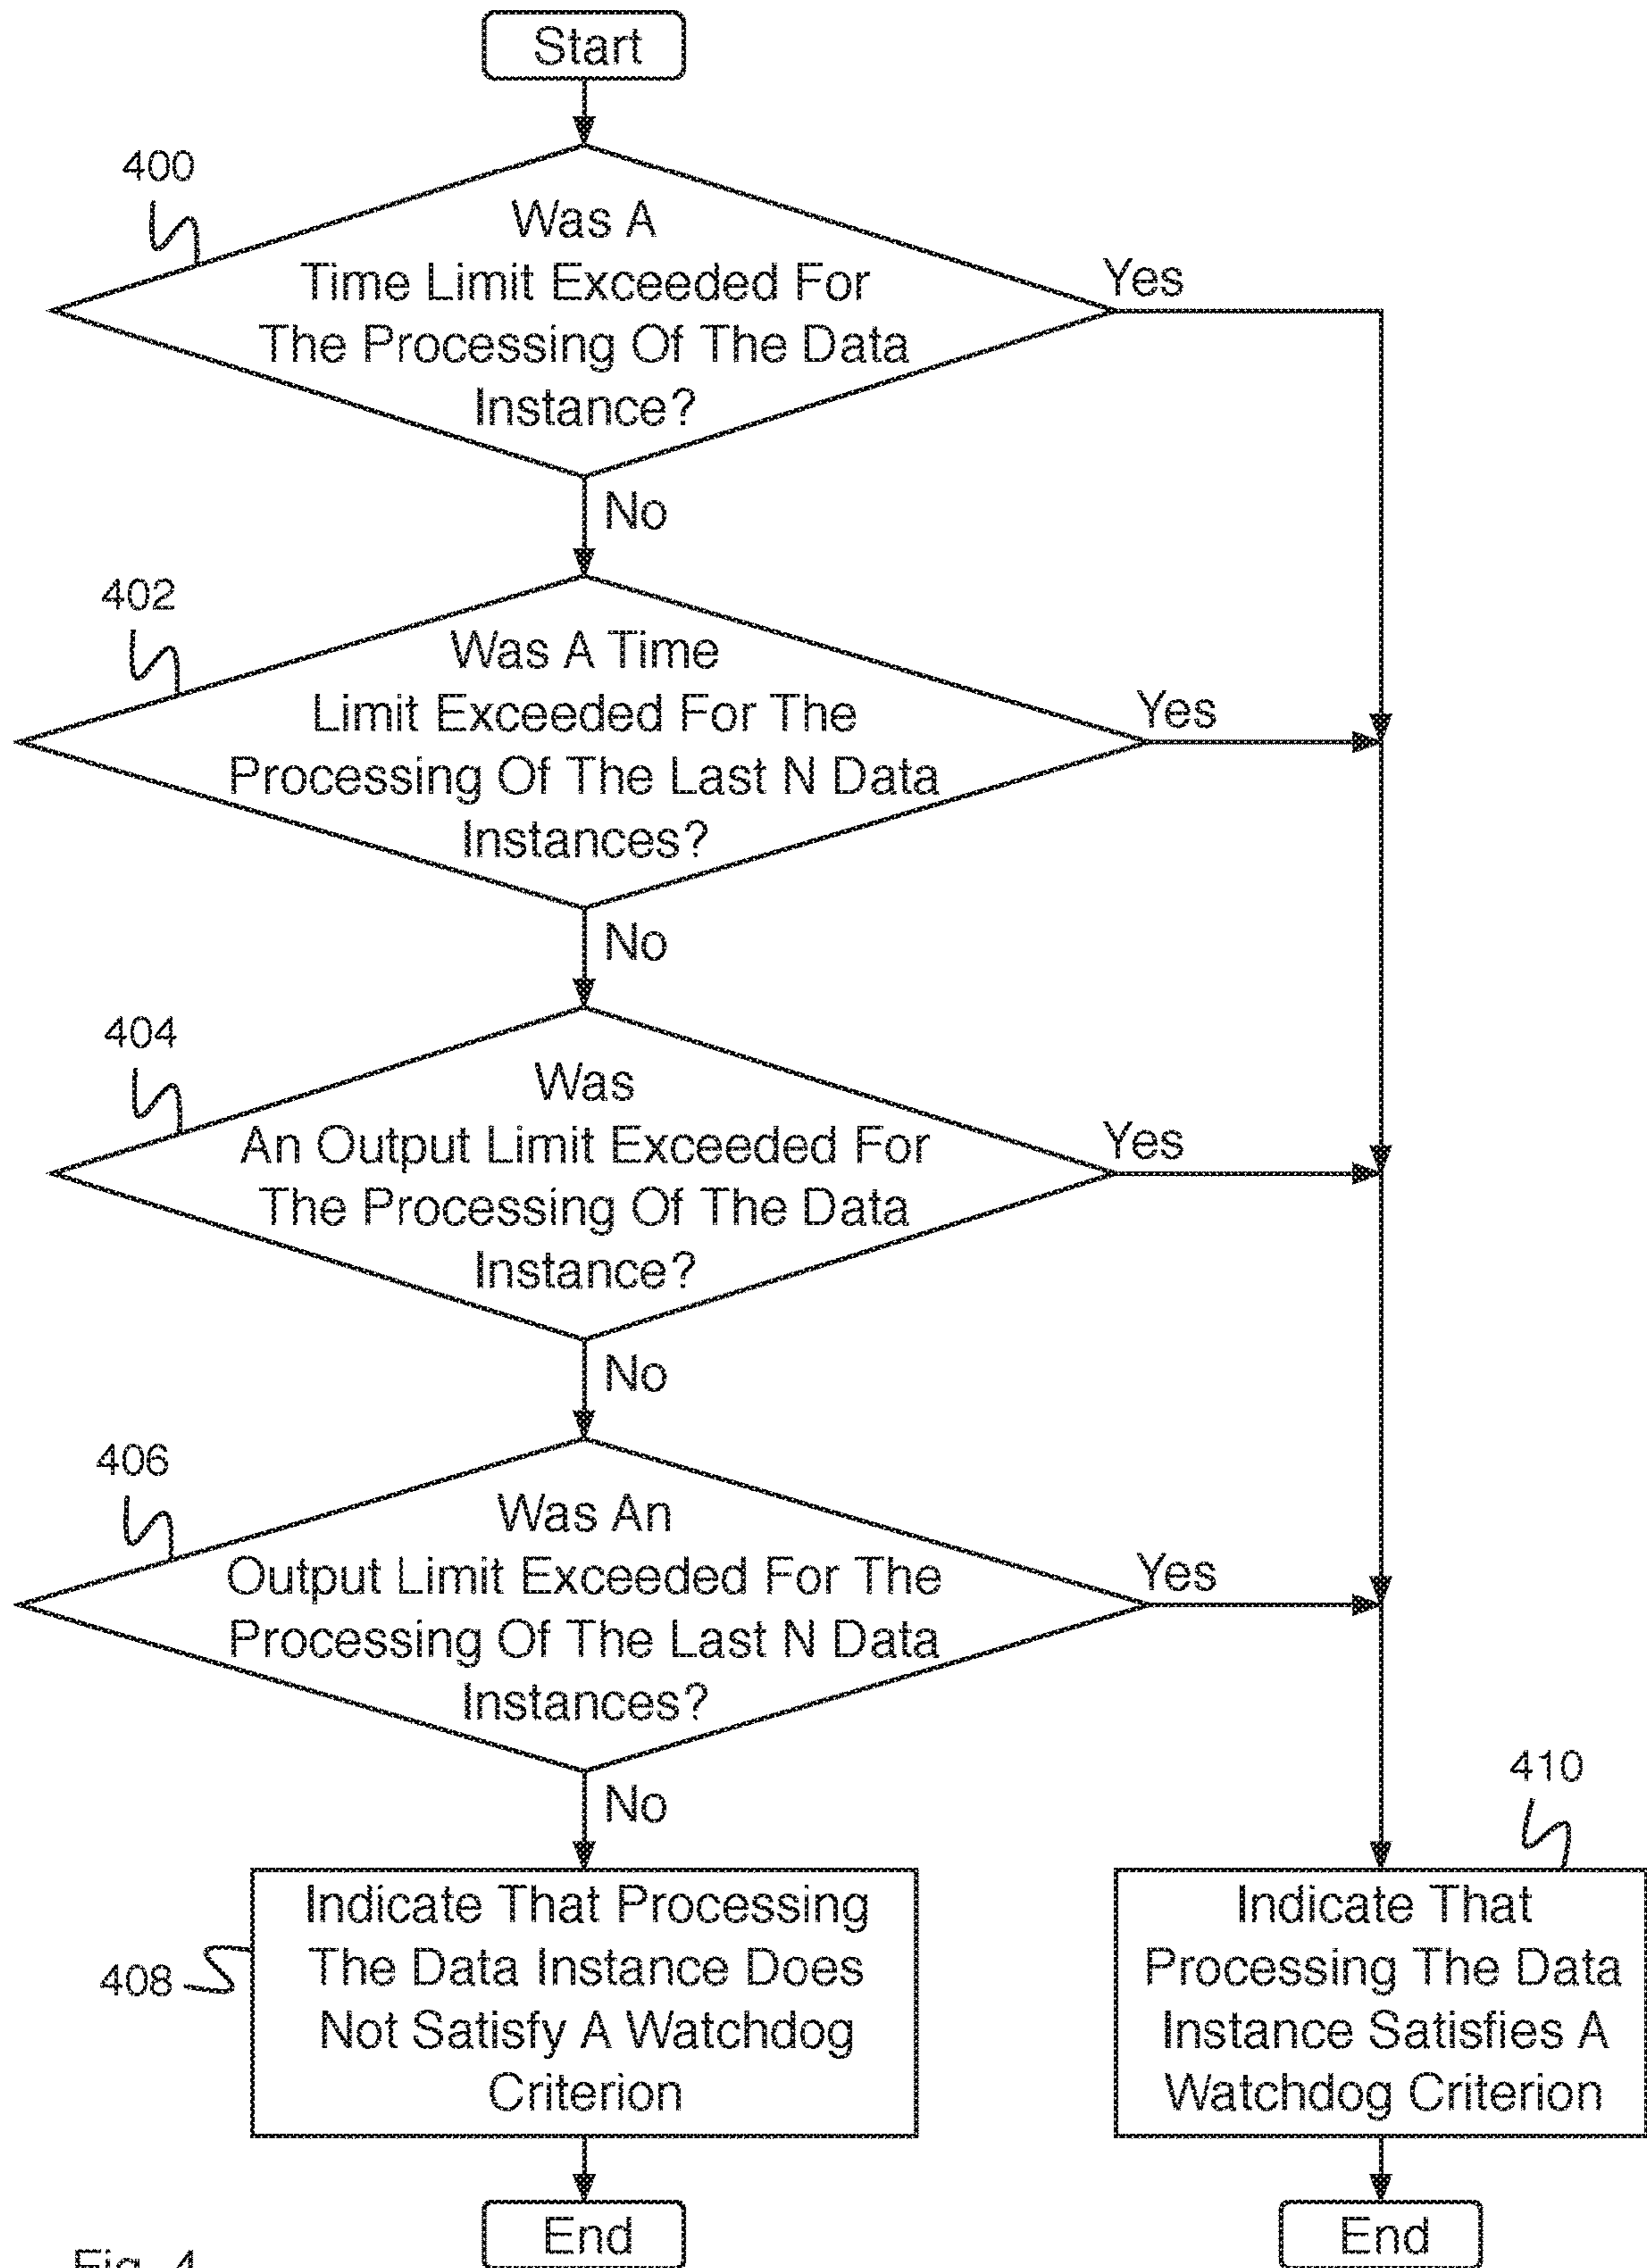 Start
400
Was A
Time Limit Exceeded For
The Processing Of The Data
Instance?
Yes
No
402
Was A Time
Limit Exceeded For The
Processing Of The Last N Data
Instances?
Yes
No
404
Was
An Output Limit Exceeded For
The Processing Of The Data
Instance?
Yes
No
406
Was An
Output Limit Exceeded For The
Processing Of The Last N Data
Instances?
Yes
No
408
Indicate That Processing
The Data Instance Does
Not Satisfy A Watchdog
Criterion
410
Indicate That
Processing The Data
Instance Satisfies A
Watchdog Criterion
End
End
Fig. 4